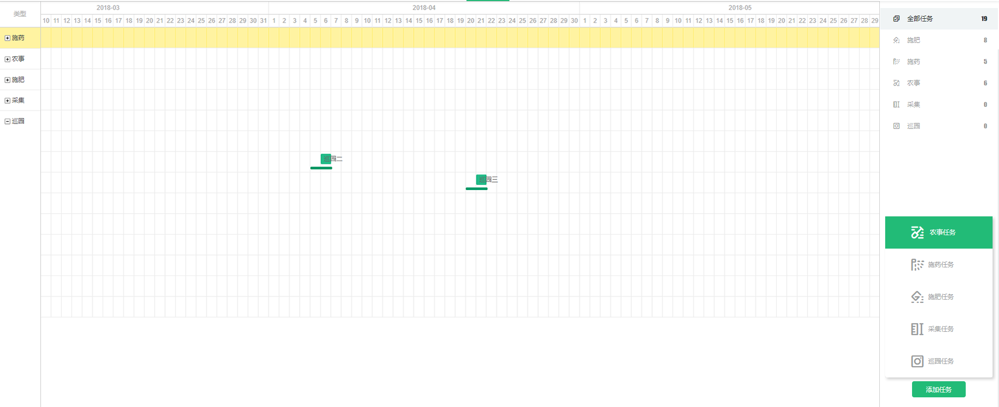 类型
2018-03 2018-04 2018-05
10 11 12 13 14 15 16 17 18 19 20 21 22 23 24 25 26 27 28 29 30 31 1 2 3 4 5 6 7 8 9 10 11 12 13 14 15 16 17 18 19 20 21 22 23 24 25 26 27 28 29 30 1 2 3 4 5 6 7 8 9 10 11 12 13 14 15 16 17 18 19 20 21 22 23 24 25 26 27 28 29
施药
农事
施肥
采集
巡园
巡园二
巡园三
全部任务 19
施肥 8
施药 5
农事 6
采集 0
巡园 0
农事任务
施药任务
施肥任务
采集任务
巡园任务
添加任务